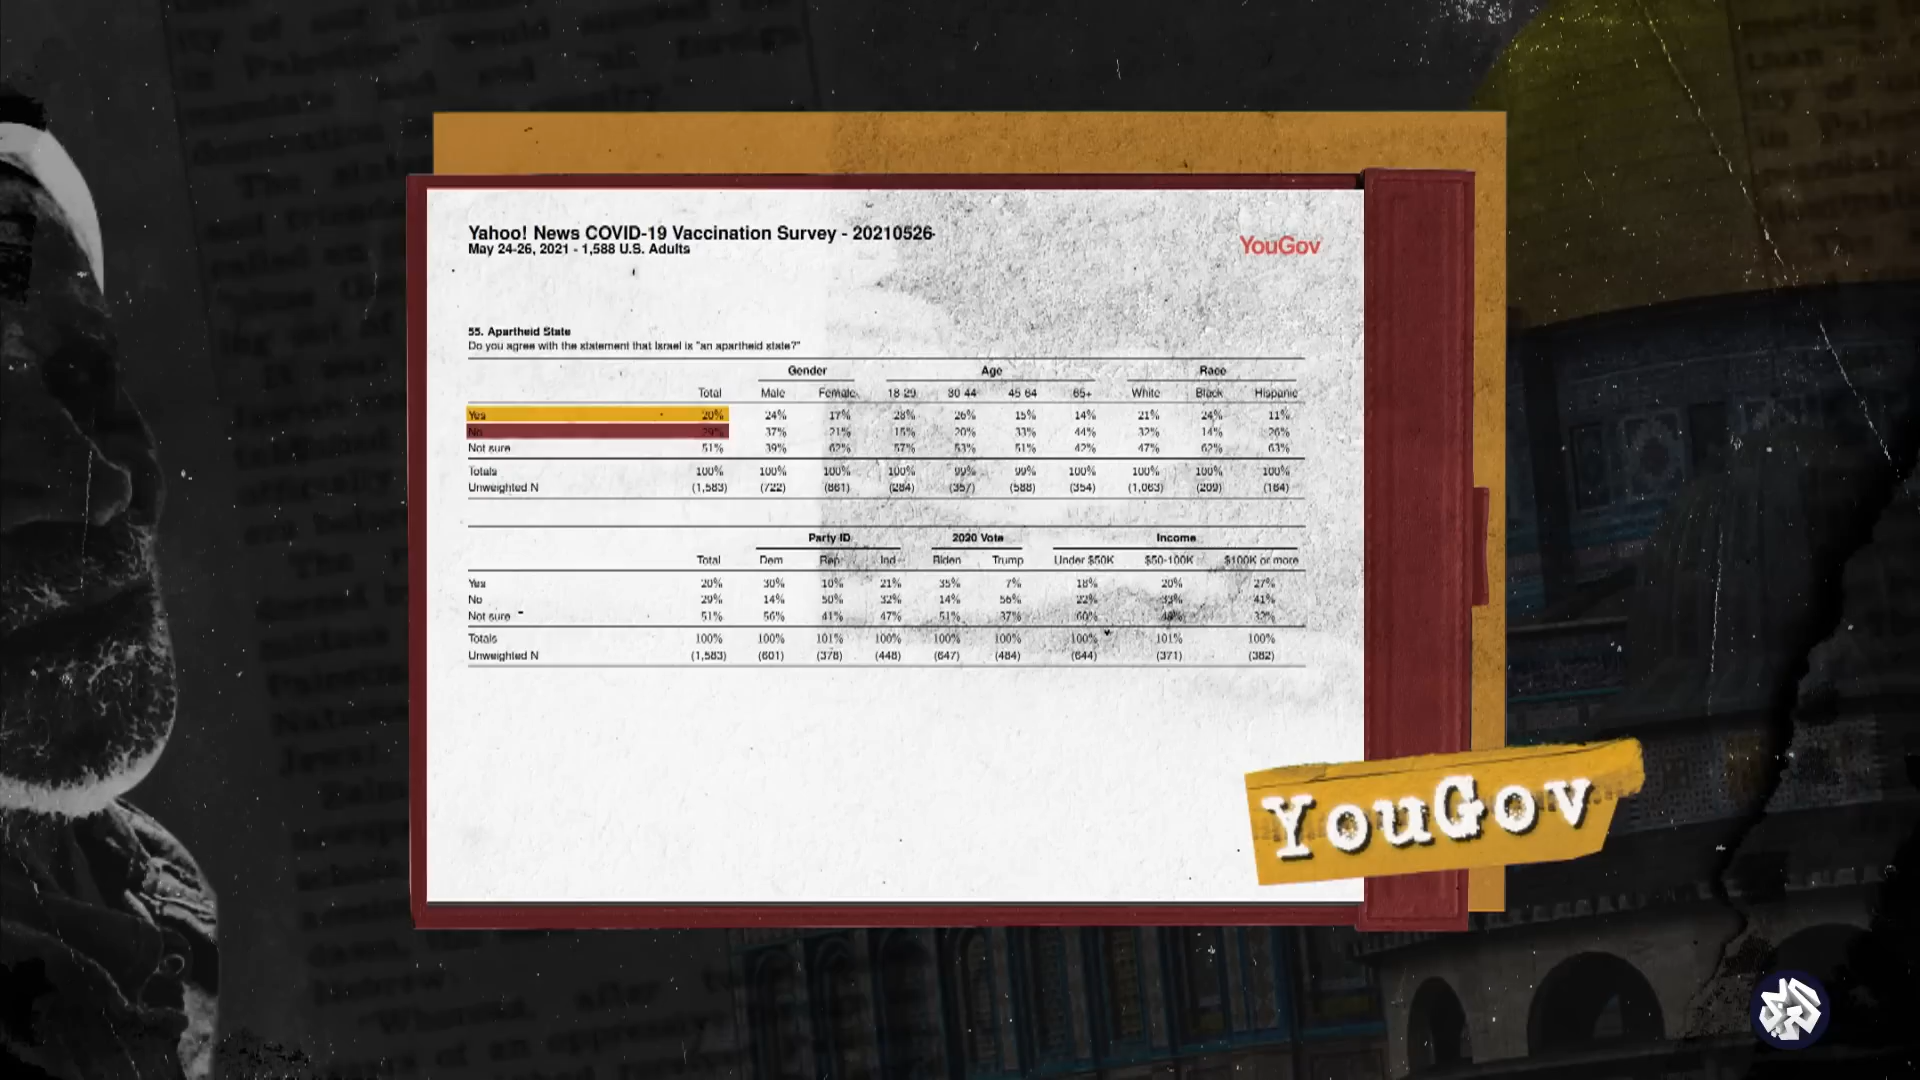 Yahoo! News COVID-19 Vaccination Survey - 20210526
May 24-26, 2021 - 1,588 U.S. Adults
YouGov
55. Apartheid State
Do you agree with the statement that Israel is "an apartheid state?"
Gender Age Race
Total Male Female 18-29 30-44 45-64 65+ White Black Hispanic
Yes 20% 24% 17% 28% 26% 15% 14% 21% 24% 11%
No 29% 37% 21% 15% 20% 33% 44% 32% 14% 26%
Not sure 51% 39% 62% 57% 53% 51% 42% 47% 62% 63%
Totals 100% 100% 100% 100% 99% 99% 100% 100% 100% 100%
Unweighted N (1,583) (722) (861) (284) (357) (588) (354) (1,063) (209) (164)
Party ID 2020 Vote Income
Total Dem Rep Ind Biden Trump Under $50K $50-100K $100K or more
Yes 20% 30% 10% 21% 35% 7% 18% 20% 27%
No 29% 14% 50% 32% 14% 56% 22% 33% 41%
Not sure 51% 56% 41% 47% 51% 37% 60% 48% 32%
Totals 100% 100% 101% 100% 100% 100% 100% 101% 100%
Unweighted N (1,583) (601) (378) (448) (647) (484) (644) (371) (382)
YouGov